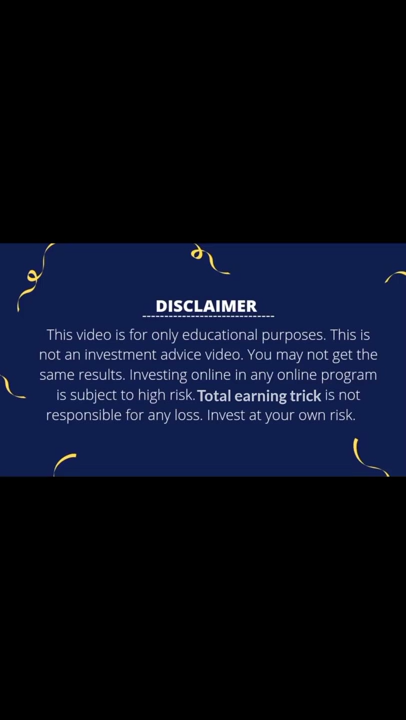 DISCLAIMER
This video is for only educational purposes. This is
not an investment advice video. You may not get the
same results. Investing online in any online program
is subject to high risk. Total earning trick is not
responsible for any loss. Invest at your own risk.